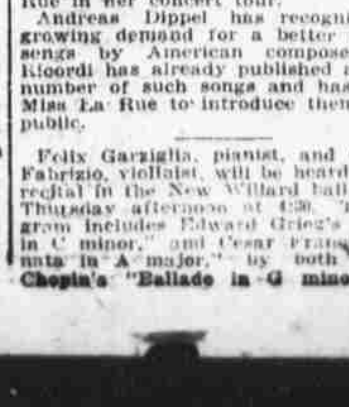 Rue in her concert tour.
Andreas Dippel has recogni
growing demand for a better
songs by American compose
Ricordi has already published a
number of such songs and has
Miss La Rue to introduce them
public.
Felix Garziglia, pianist, and
Fabrizio, violinist, will be heard
recital in the New Willard ball
Thursday afternoon at 4:30.
gram includes Edward Grieg's
in C minor," and Cesar Fran
nata in A major," by both
Chopin's "Ballade in G mino